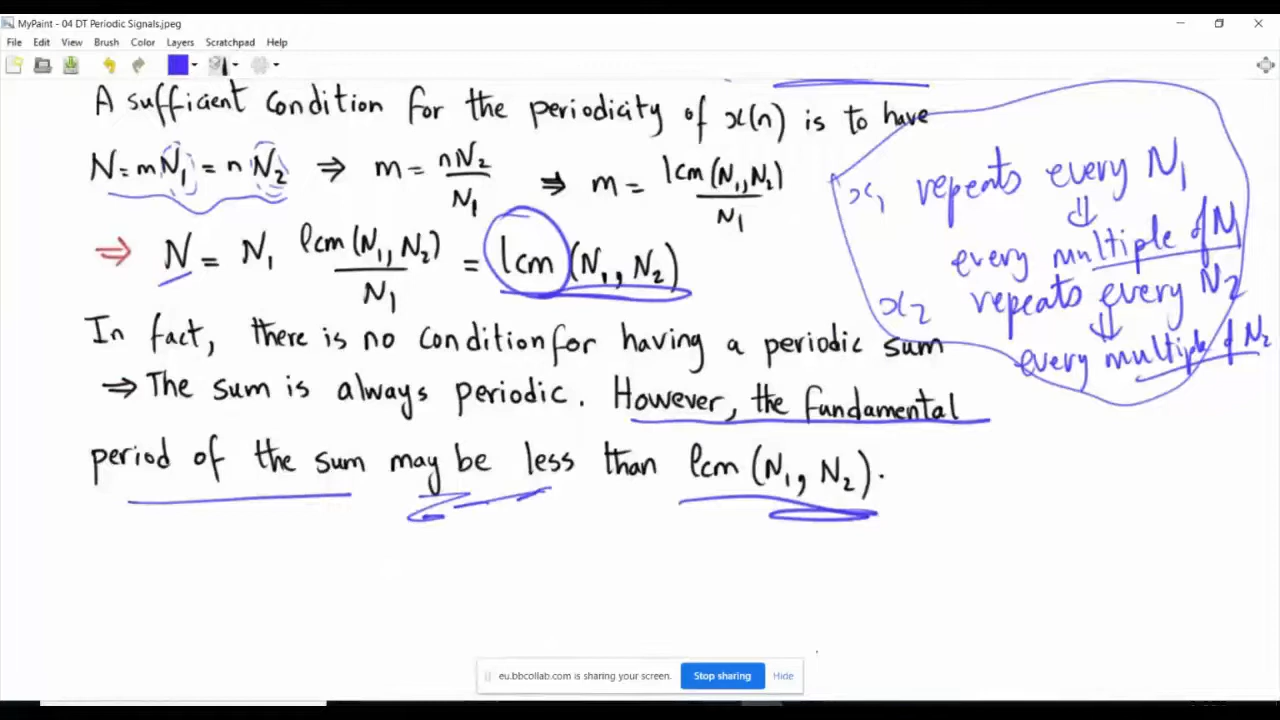 MyPaint - 04 DT Periodic Signals.jpeg
File Edit View Brush Color Layers Scratchpad Help
A sufficient condition for the periodicity of x(n) is to have
N = mN₁ = nN₂ ⇒ m = nN₂/N₁ ⇒ m = lcm(N₁,N₂)/N₁
⇒ N = N₁ lcm(N₁,N₂)/N₁ = lcm(N₁,N₂)
In fact, there is no condition for having a periodic sum
⇒ The sum is always periodic. However, the fundamental
period of the sum may be less than lcm(N₁,N₂).
x₁ repeats every N₁
⇓
every multiple of N₁
x₂ repeats every N₂
⇓
every multiple of N₂
eu.bbcollab.com is sharing your screen. Stop sharing Hide